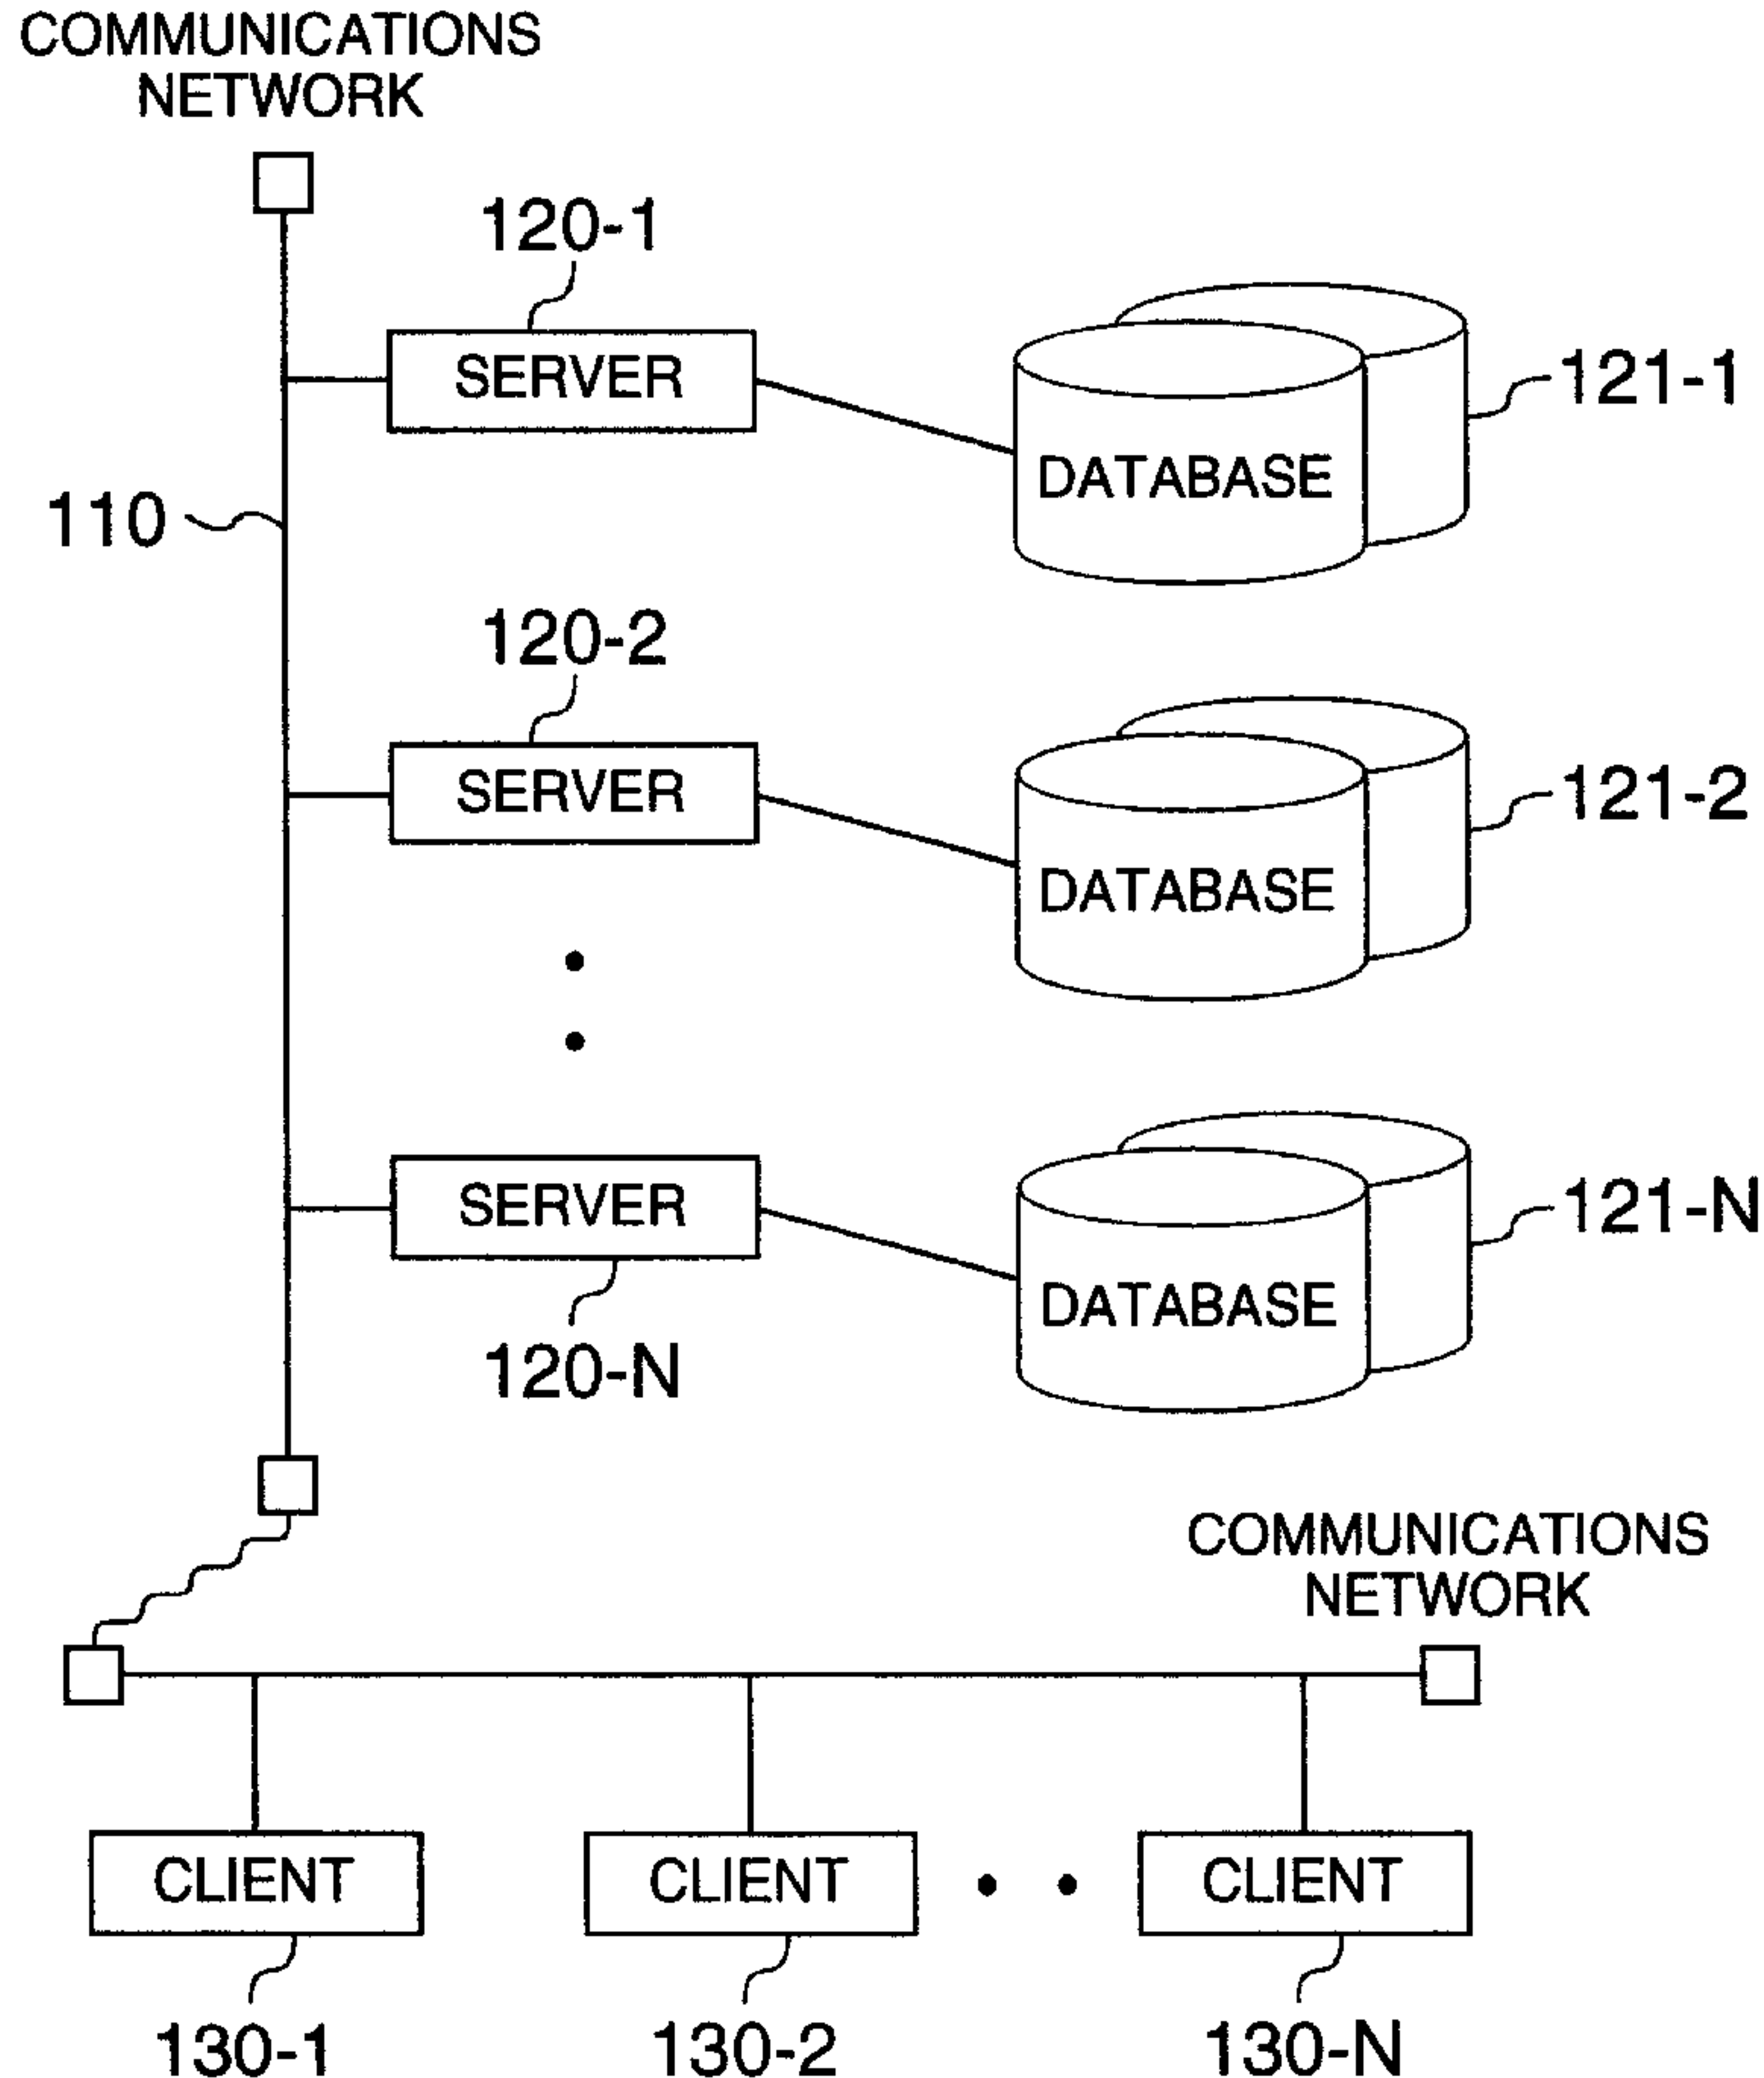 COMMUNICATIONS
NETWORK
120-1
SERVER
121-1
DATABASE
110
120-2
SERVER
121-2
DATABASE
SERVER
121-N
DATABASE
120-N
COMMUNICATIONS
NETWORK
CLIENT
CLIENT
CLIENT
130-1
130-2
130-N